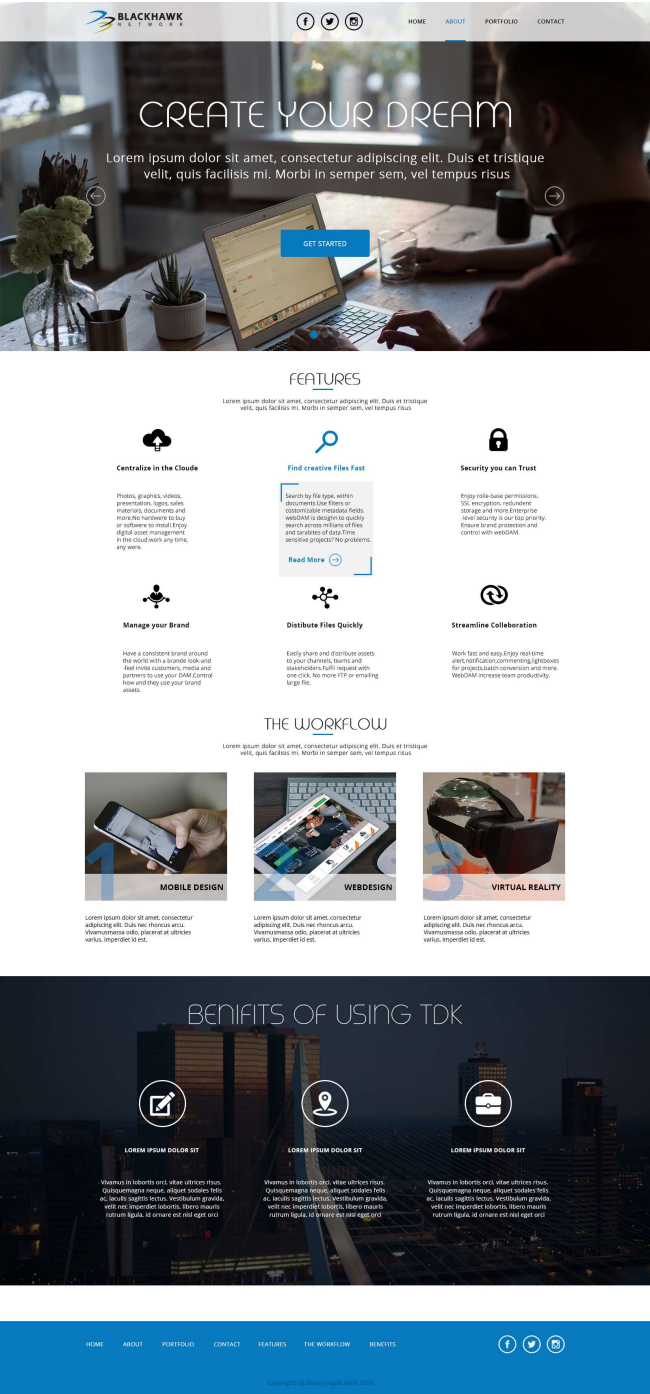 BLACKHAWK
NETWORK
HOME ABOUT PORTFOLIO CONTACT
CREATE YOUR DREAM
Lorem ipsum dolor sit amet, consectetur adipiscing elit. Duis et tristique
velit, quis facilisis mi. Morbi in semper sem, vel tempus risus
GET STARTED
FEATURES
Lorem ipsum dolor sit amet, consectetur adipiscing elit. Duis et tristique
velit, quis facilisis mi. Morbi in semper sem, vel tempus risus
Centralize in the Cloude
Photos, graphics, videos,
presentation, logos, sales
materials, documents and
more.No hardwere to buy
or softwere to install.Enjoy
digital asset management
in the cloud.work any time,
any were.
Find creative Files Fast
Search by file type, within
documents.Use filters or
costomizable metadata fields.
webDAM is desighn to quickly
search across millians of files
and tarabites of data.Time
sensitive projects? No problems.
Read More
Security you can Trust
Enjoy rolle-base permissions,
SSL encryption, redundent
storage and more.Enterprise
-level security is our top priority.
Ensure brand protection and
control with webDAM.
Manage your Brand
Have a consistent brand around
the world with a brande look-and
-feel invite customers, media and
partners to use your DAM.Control
how and they use your brand
assets.
Distibute Files Quickly
Easily share and distribute assets
to your channels, teams and
stakeholders.Fulfil request with
one click. No more FTP or emailing
large file.
Streamline Colleboration
Work fast and easy.Enjoy real-time
alert,notification,commenting,lightboxes
for projects,batch conversion and more.
WebDAM increase team productivity.
THE WORKFLOW
Lorem ipsum dolor sit amet, consectetur adipiscing elit. Duis et tristique
velit, quis facilisis mi. Morbi in semper sem, vel tempus risus
1
MOBILE DESIGN
Lorem ipsum dolor sit amet, consectetur
adipiscing elit. Duis nec rhoncus arcu.
Vivamusmassa odio, placerat at ultricies
varius, imperdiet id est.
2
WEBDESIGN
Lorem ipsum dolor sit amet, consectetur
adipiscing elit. Duis nec rhoncus arcu.
Vivamusmassa odio, placerat at ultricies
varius, imperdiet id est.
3
VIRTUAL REALITY
Lorem ipsum dolor sit amet, consectetur
adipiscing elit. Duis nec rhoncus arcu.
Vivamusmassa odio, placerat at ultricies
varius, imperdiet id est.
BENIFITS OF USING TDK
LOREM IPSUM DOLOR SIT
Vivamus in lobortis orci, vitae ultrices risus.
Quisquemagna neque, aliquet sodales felis
ac, iaculis sagittis lectus. Vestibulum gravida,
velit nec imperdiet lobortis, libero mauris
rutrum ligula, id ornare est nisl eget orci
LOREM IPSUM DOLOR SIT
Vivamus in lobortis orci, vitae ultrices risus.
Quisquemagna neque, aliquet sodales felis
ac, iaculis sagittis lectus. Vestibulum gravida,
velit nec imperdiet lobortis, libero mauris
rutrum ligula, id ornare est nisl eget orci
LOREM IPSUM DOLOR SIT
Vivamus in lobortis orci, vitae ultrices risus.
Quisquemagna neque, aliquet sodales felis
ac, iaculis sagittis lectus. Vestibulum gravida,
velit nec imperdiet lobortis, libero mauris
rutrum ligula, id ornare est nisl eget orci
HOME ABOUT PORTFOLIO CONTACT FEATURES THE WORKFLOW BENEFITS